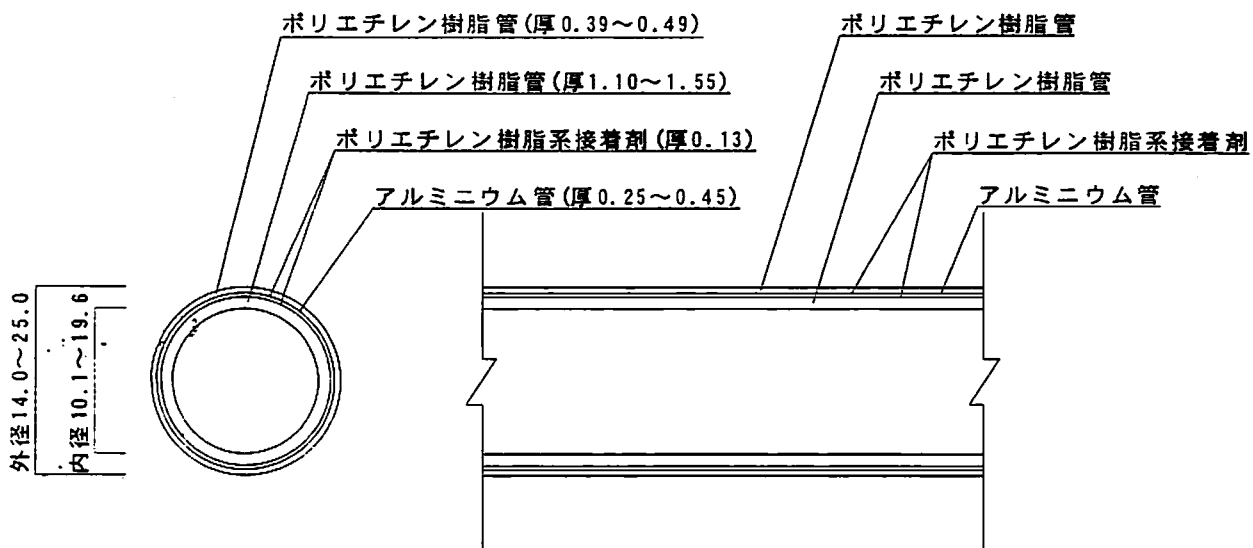 ポリエチレン樹脂管(厚0.39～0.49)
ポリエチレン樹脂管(厚1.10～1.55)
ポリエチレン樹脂系接着剤(厚0.13)
アルミニウム管(厚0.25～0.45)
ポリエチレン樹脂管
ポリエチレン樹脂管
ポリエチレン樹脂系接着剤
アルミニウム管
外径14.0～25.0
内径10.1～19.6